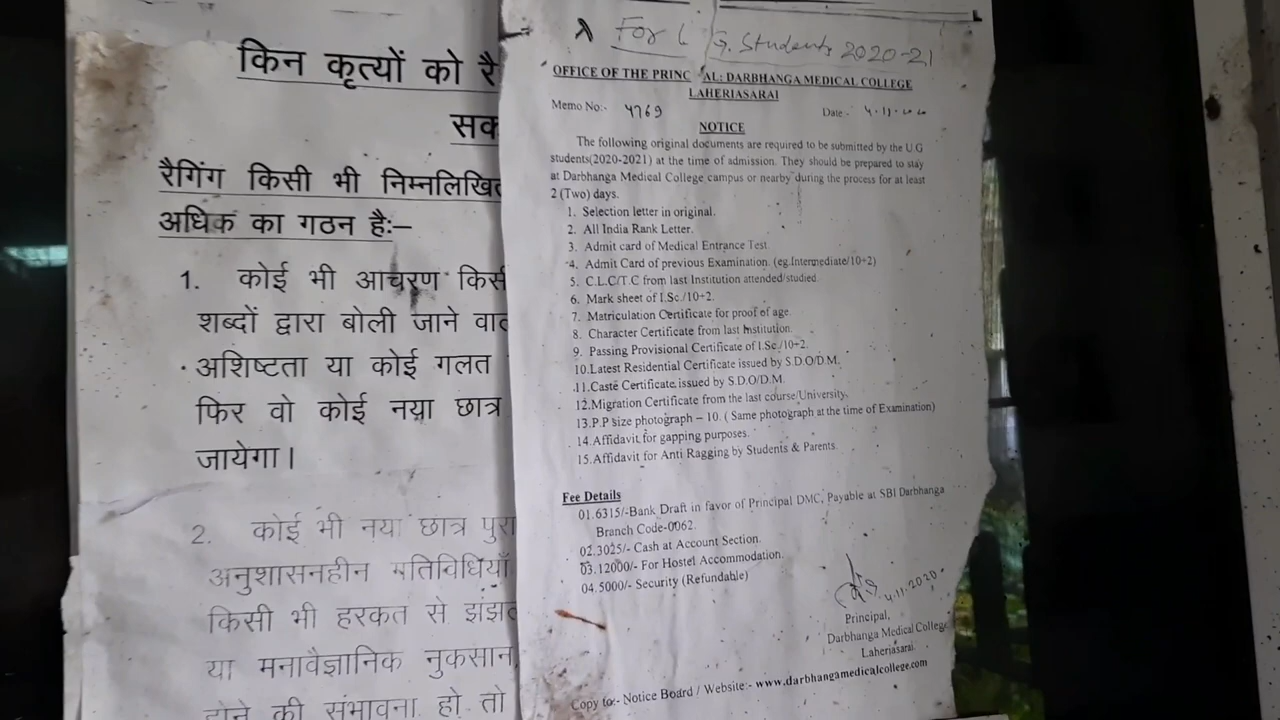 किन कृत्यों को रै
सक
रैगिंग किसी भी निम्नलिखित
अधिक का गठन है:–
1. कोई भी आचरण किसी
शब्दों द्वारा बोली जाने वाल
अशिष्टता या कोई गलत
फिर वो कोई नया छात्र
जायेगा।
2. कोई भी नया छात्र पुरा
अनुशासनहीन गतिविधियाँ
किसी भी हरकत से झंझट
या मनावैज्ञानिक नुकसान,
होने की संभावना हो तो
For G. Students 2020-21
OFFICE OF THE PRINC AL: DARBHANGA MEDICAL COLLEGE
LAHERIASARAI
Memo No:- 4769 Date:- 4.11.2020
NOTICE
The following original documents are required to be submitted by the U.G
students(2020-2021) at the time of admission. They should be prepared to stay
at Darbhanga Medical College campus or nearby during the process for at least
2 (Two) days.
1. Selection letter in original.
2. All India Rank Letter.
3. Admit card of Medical Entrance Test.
4. Admit Card of previous Examination. (eg.Intermediate/10+2)
5. C.L.C/T.C from last Institution attended/studied.
6. Mark sheet of I.Sc./10+2.
7. Matriculation Certificate for proof of age.
8. Character Certificate from last Institution.
9. Passing Provisional Certificate of I.Sc./10+2.
10.Latest Residential Certificate issued by S.D.O/D.M.
11.Caste Certificate issued by S.D.O/D.M.
12.Migration Certificate from the last course/University.
13.P.P size photograph – 10. ( Same photograph at the time of Examination)
14.Affidavit for gapping purposes.
15.Affidavit for Anti Ragging by Students & Parents.
Fee Details
01.6315/-Bank Draft in favor of Principal DMC, Payable at SBI Darbhanga
Branch Code-0062.
02.3025/- Cash at Account Section.
03.12000/- For Hostel Accommodation.
04.5000/- Security (Refundable)
4.11.2020
Principal,
Darbhanga Medical College
Laheriasarai.
Copy to:- Notice Board / Website:- www.darbhangamedicalcollege.com